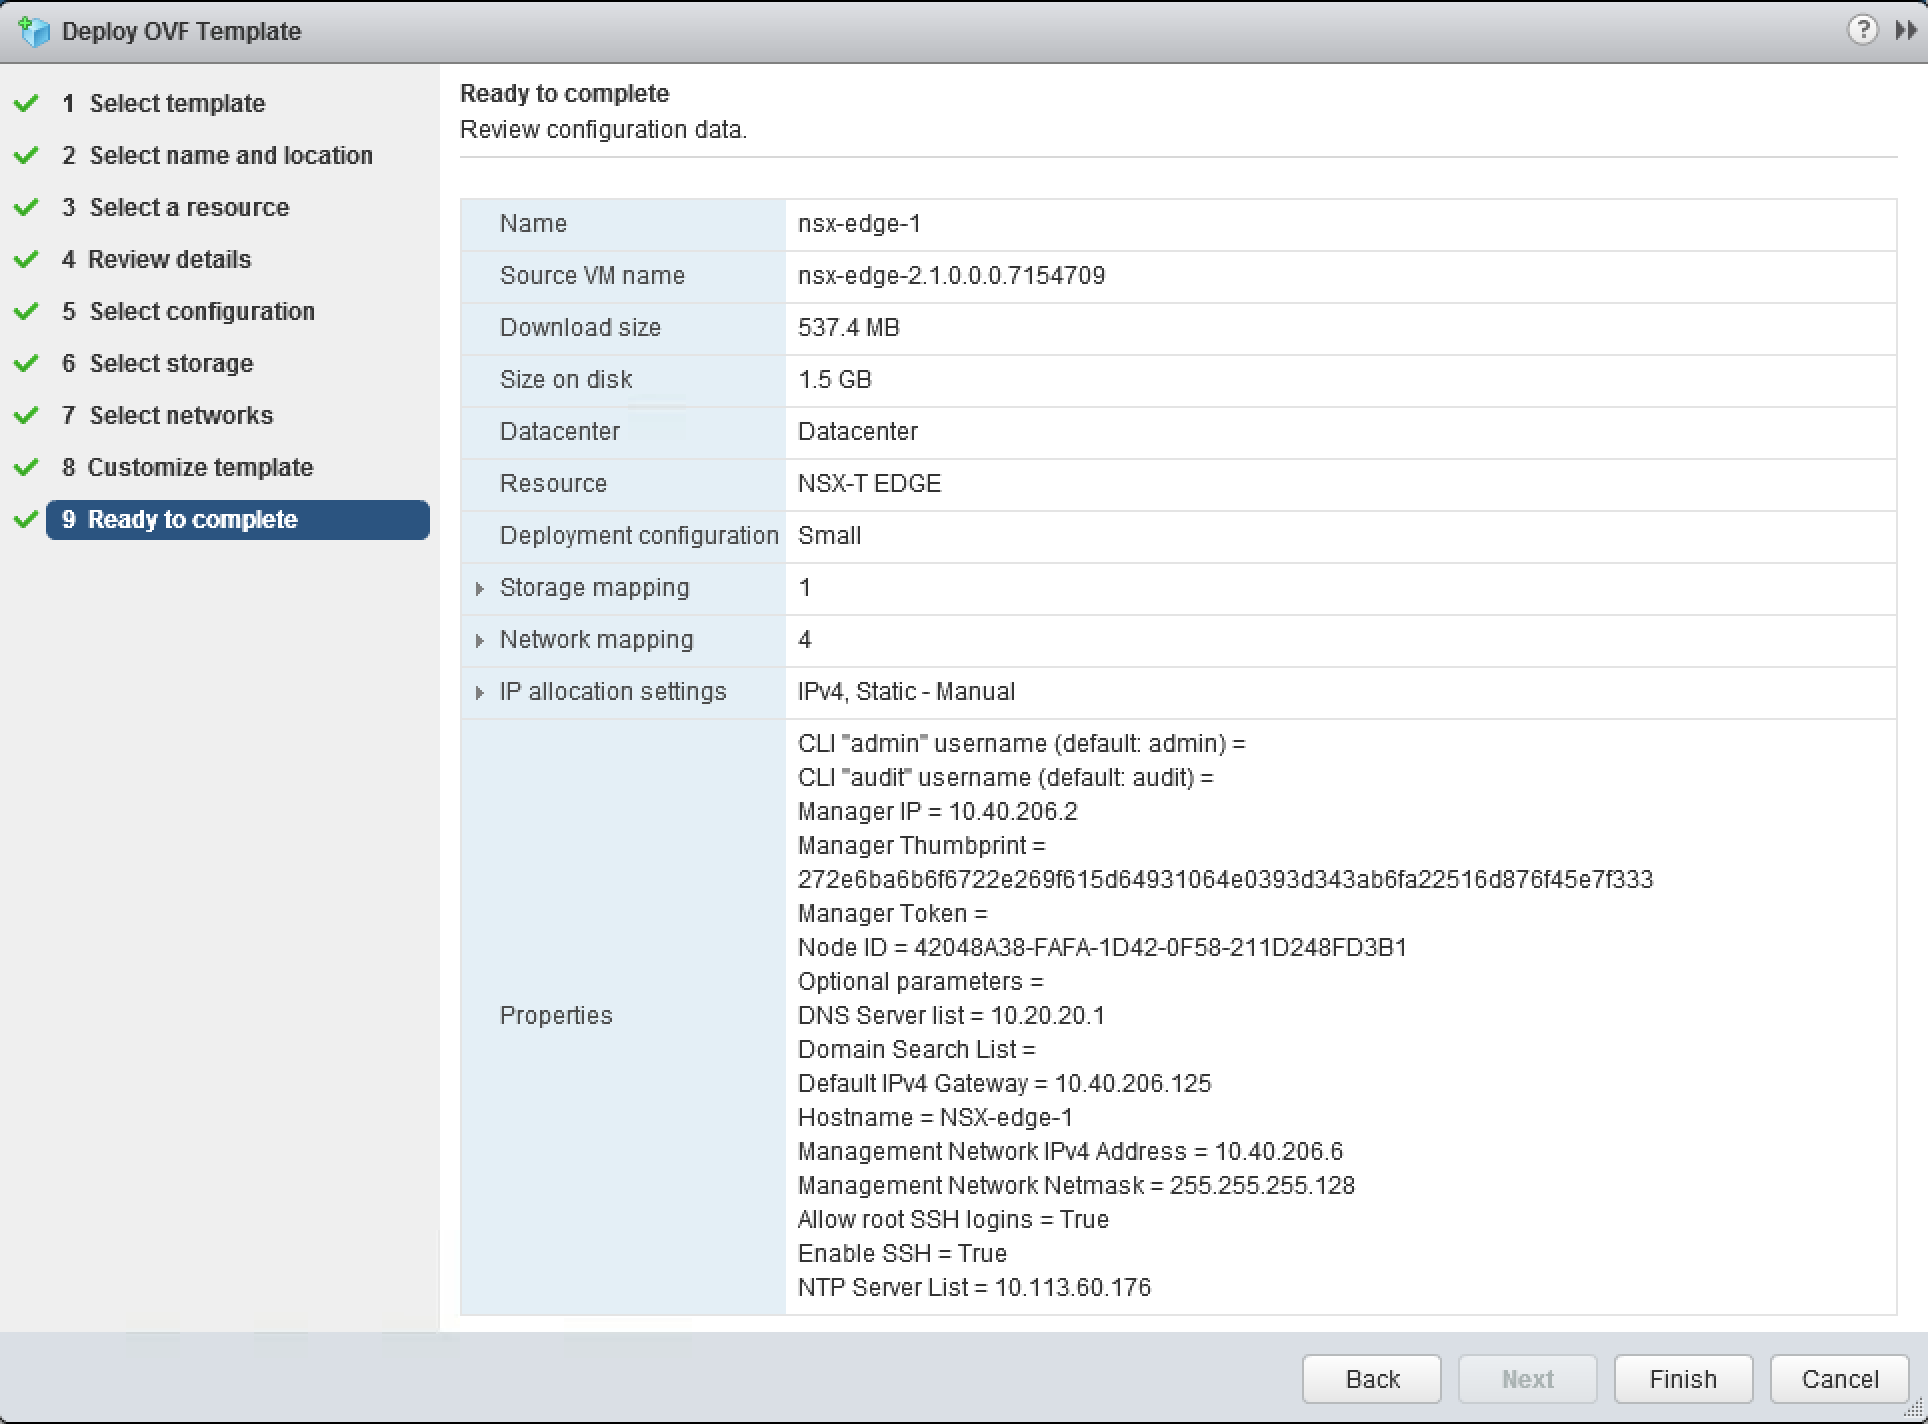 Deploy OVF Template
?
1 Select template
2 Select name and location
3 Select a resource
4 Review details
5 Select configuration
6 Select storage
7 Select networks
8 Customize template
9 Ready to complete
Ready to complete
Review configuration data.
Name nsx-edge-1
Source VM name nsx-edge-2.1.0.0.0.7154709
Download size 537.4 MB
Size on disk 1.5 GB
Datacenter Datacenter
Resource NSX-T EDGE
Deployment configuration Small
Storage mapping 1
Network mapping 4
IP allocation settings IPv4, Static - Manual
Properties
CLI "admin" username (default: admin) =
CLI "audit" username (default: audit) =
Manager IP = 10.40.206.2
Manager Thumbprint =
272e6ba6b6f6722e269f615d64931064e0393d343ab6fa22516d876f45e7f333
Manager Token =
Node ID = 42048A38-FAFA-1D42-0F58-211D248FD3B1
Optional parameters =
DNS Server list = 10.20.20.1
Domain Search List =
Default IPv4 Gateway = 10.40.206.125
Hostname = NSX-edge-1
Management Network IPv4 Address = 10.40.206.6
Management Network Netmask = 255.255.255.128
Allow root SSH logins = True
Enable SSH = True
NTP Server List = 10.113.60.176
Back Next Finish Cancel